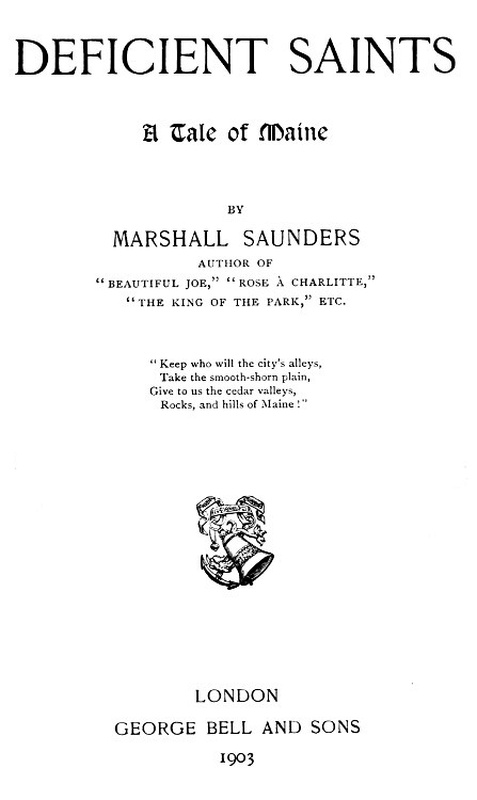 DEFICIENT SAINTS
A Tale of Maine
BY
MARSHALL SAUNDERS
AUTHOR OF
"BEAUTIFUL JOE," "ROSE À CHARLITTE,"
"THE KING OF THE PARK," ETC.
"Keep who will the city's alleys,
Take the smooth-shorn plain,
Give to us the cedar valleys,
Rocks, and hills of Maine!"
LONDON
GEORGE BELL AND SONS
1903